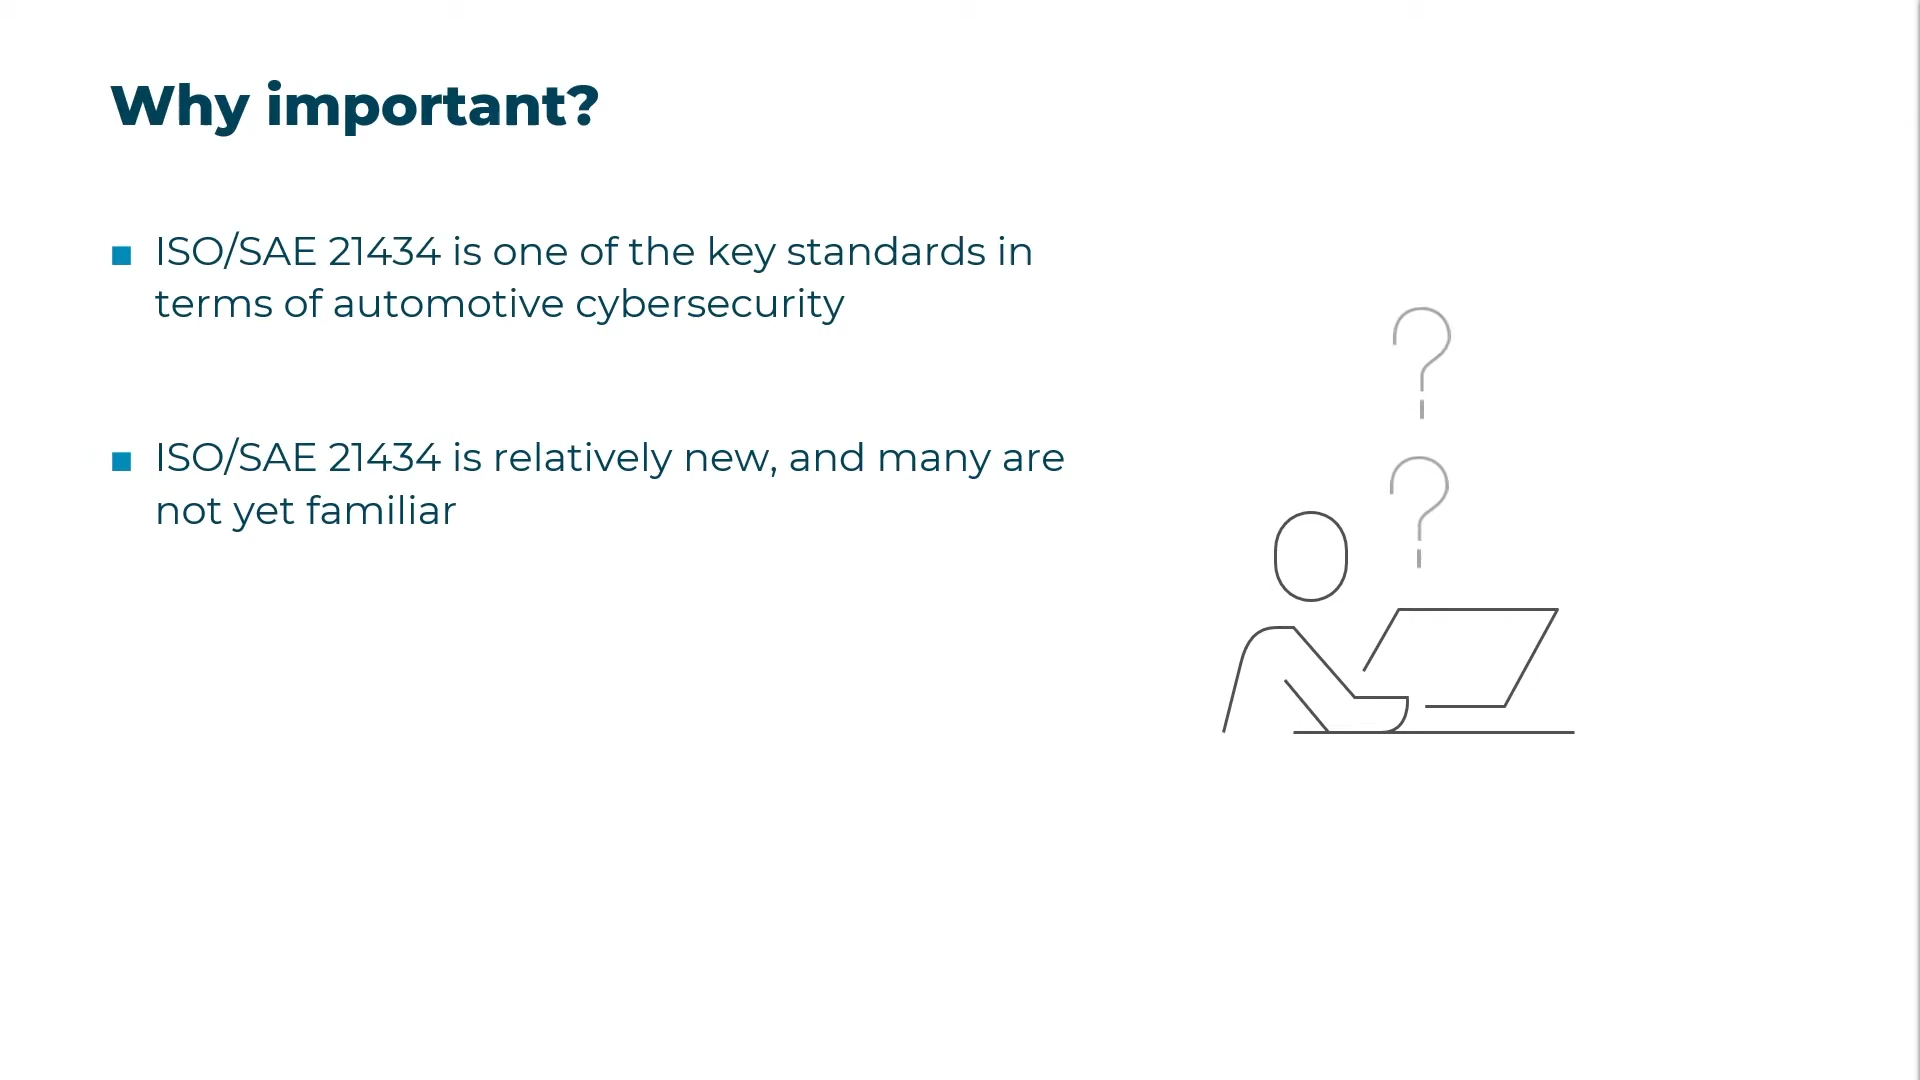 Why important?
ISO/SAE 21434 is one of the key standards in
terms of automotive cybersecurity
ISO/SAE 21434 is relatively new, and many are
not yet familiar